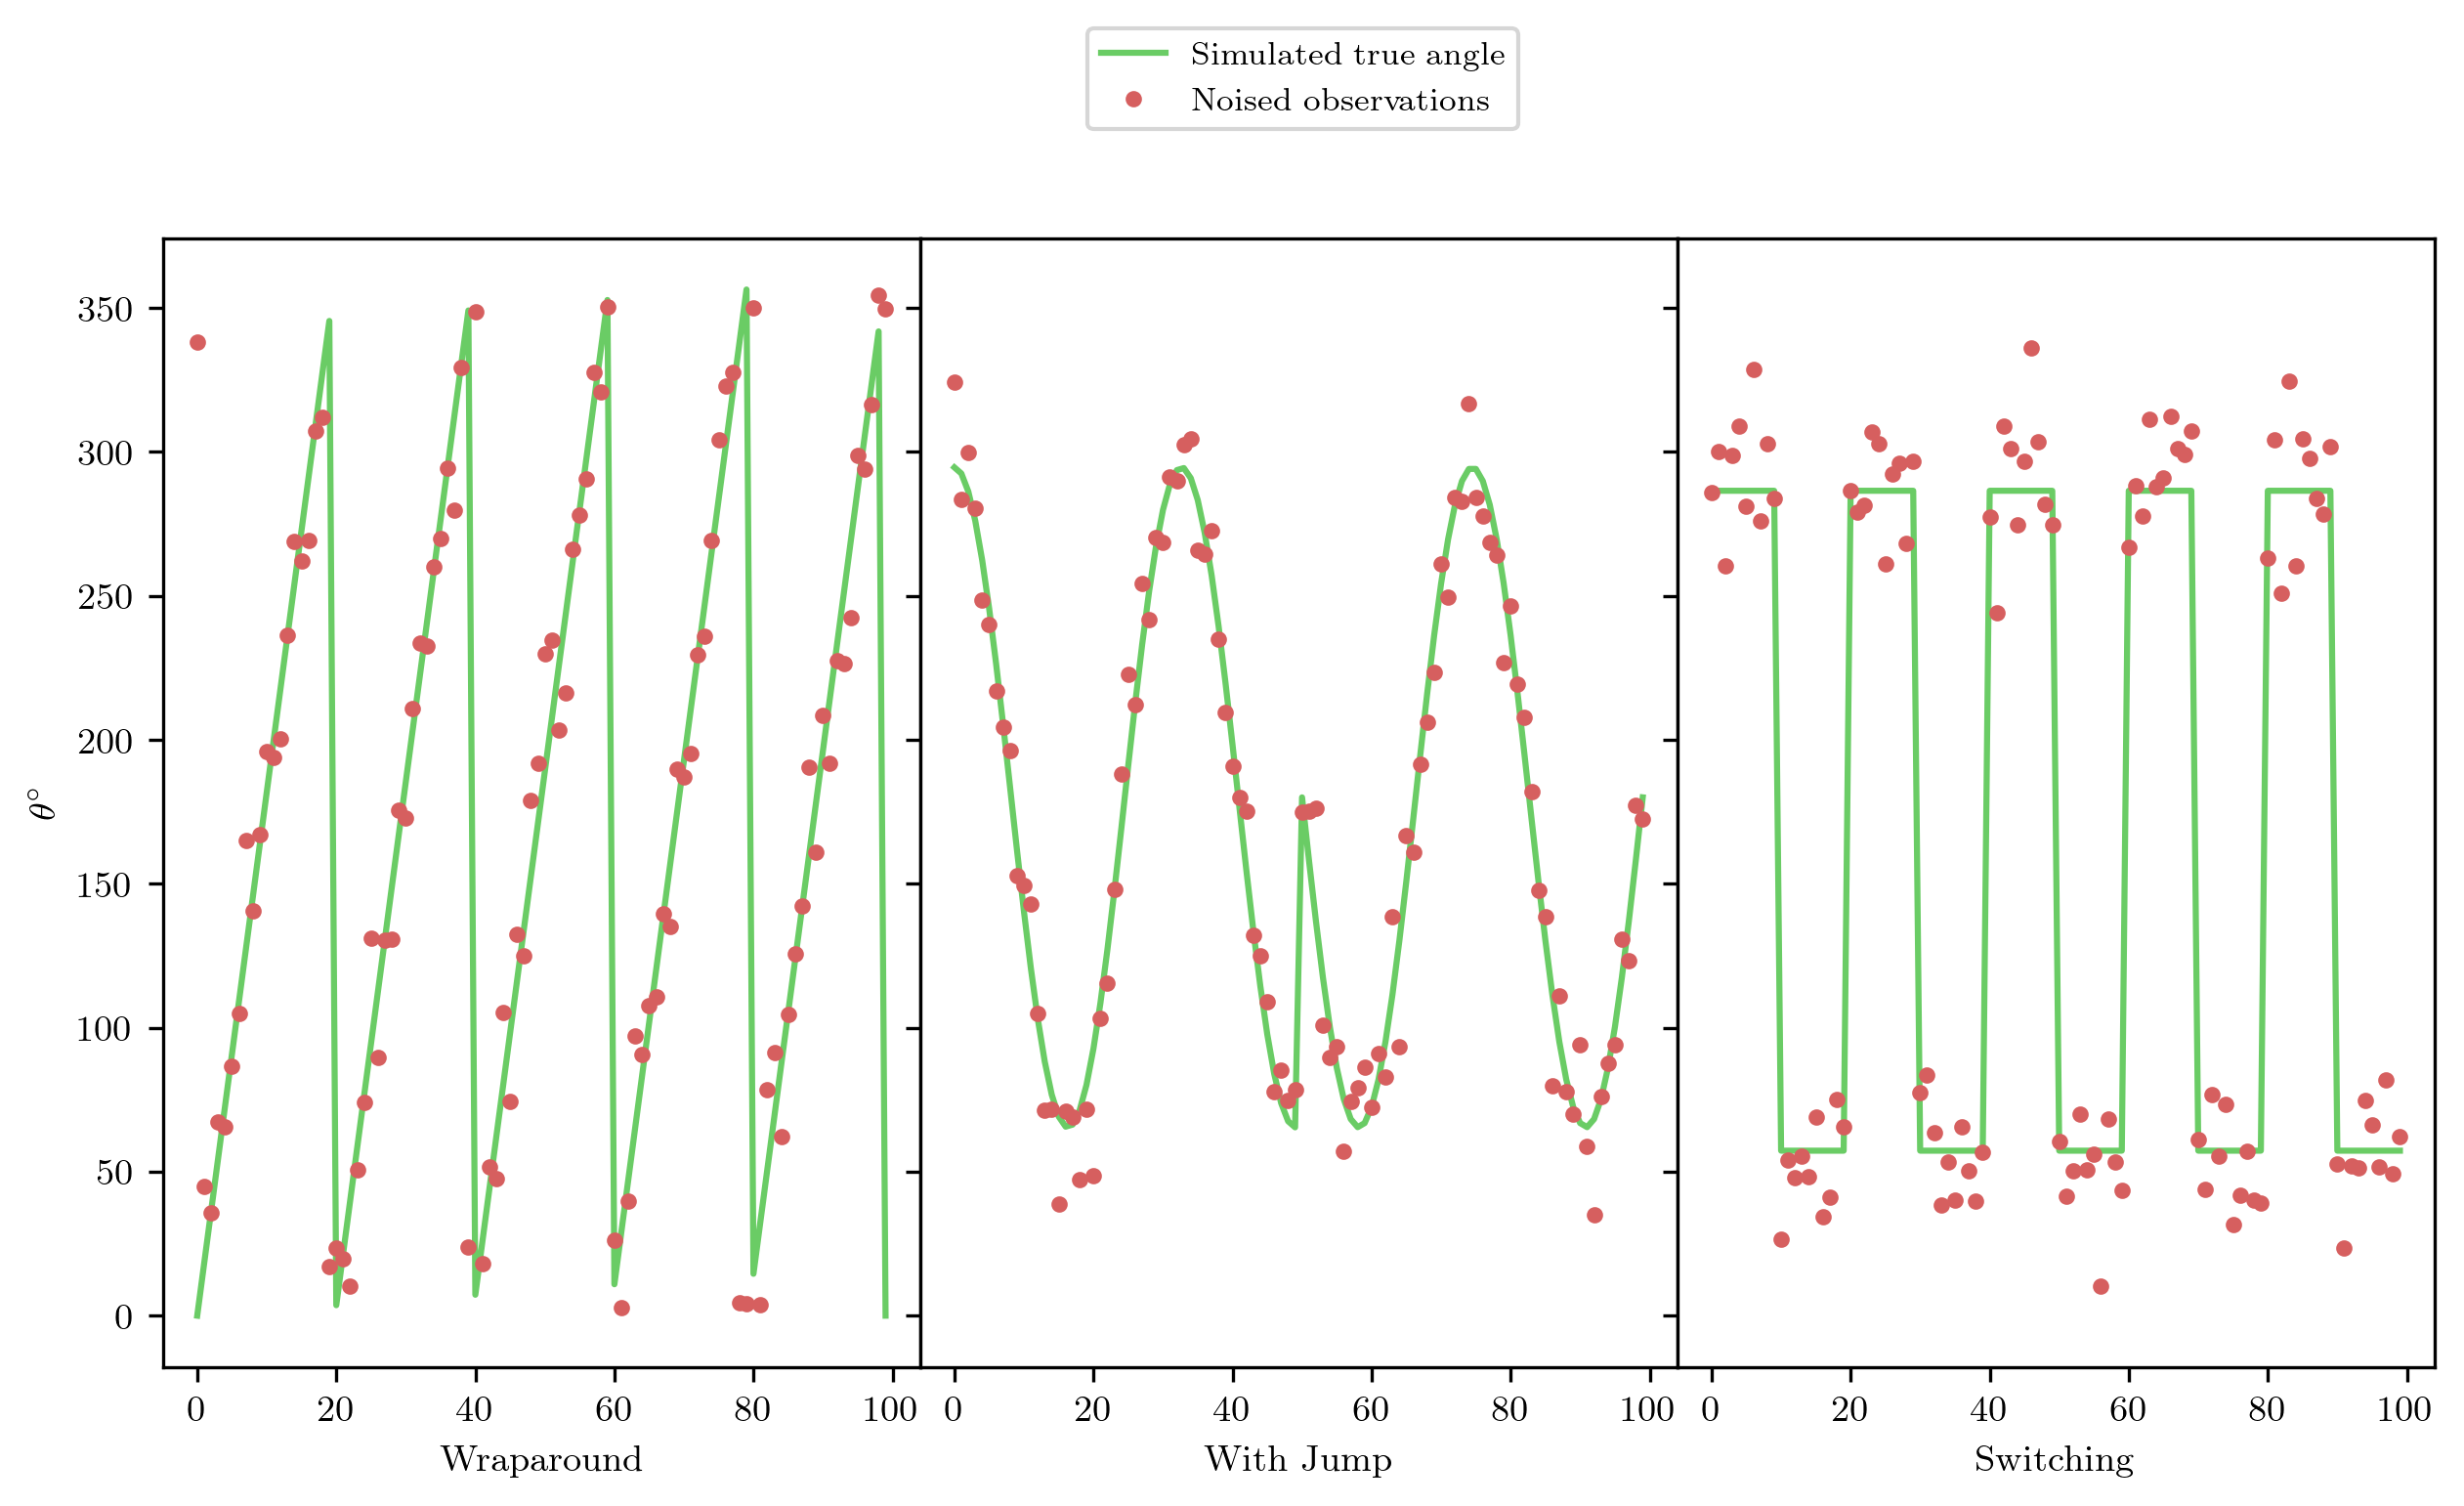 Simulated true angle
Noised observations
θ°
350
300
250
200
150
100
50
0
0 20 40 60 80 100
0 20 40 60 80 100
0 20 40 60 80 100
Wraparound
With Jump
Switching